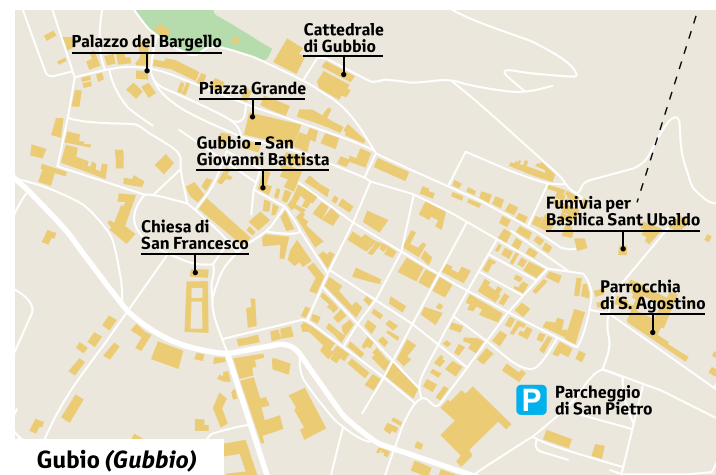 Cattedrale
di Gubbio
Palazzo del Bargello
Piazza Grande
Gubbio - San
Giovanni Battista
Funivia per
Basilica Sant Ubaldo
Chiesa di
San Francesco
Parrocchia
di S. Agostino
P
Parcheggio
di San Pietro
Gubio (Gubbio)